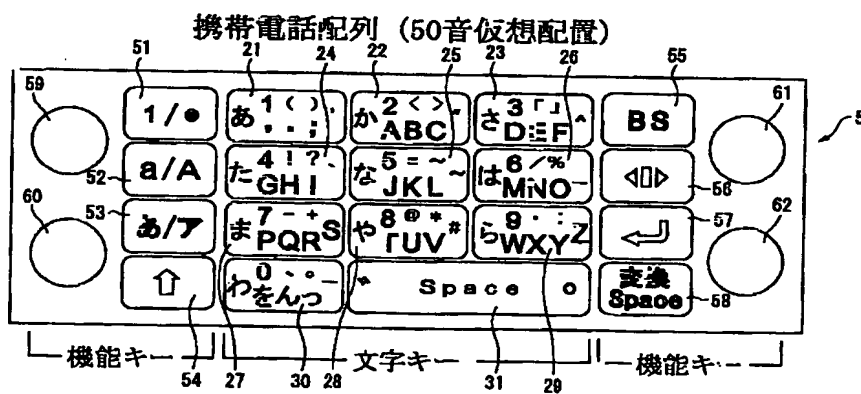 携帯電話配列 (50音仮想配置)
51 21 24 22 25 23 26 55
59 61 5
1/● あ 1 ( ) か 2 < > ABC さ 3 「 」 DEF ^ BS
a/A た 4 ! ? GHI な 5 = ~ JKL ~ は 6 / % MNO
52 56
60 53 57 62
あ/ア ま 7 - + PQRS や 8 @ * TUV # ら 9 ・ : WXYZ
⇧ わ 0 、 。 ー をんっ Space 変換 Space
58
機能キー 文字キー 機能キー
54 27 30 28 31 29